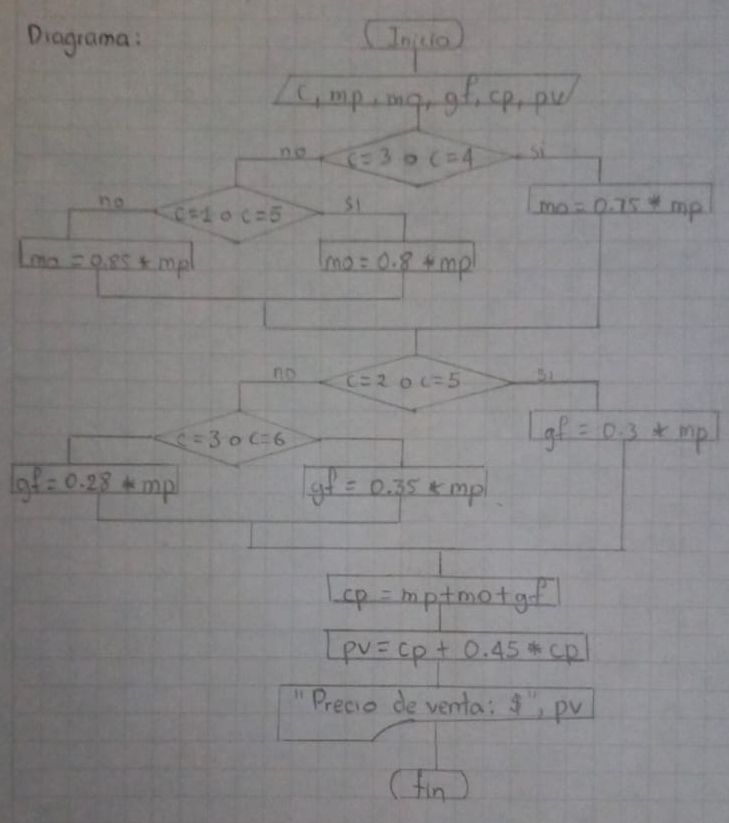 Diagrama:
Inicio
c, mp, mo, gf, cp, pv
no c=3 o c=4 si
no c=1 o c=5 si mo = 0.75 * mp
mo = 0.85 * mp mo = 0.8 * mp
no c=2 o c=5 si
c=3 o c=6 gf = 0.3 * mp
gf = 0.28 * mp gf = 0.35 * mp
cp = mp+mo+gf
pv = cp + 0.45 * cp
"Precio de venta: $", pv
fin